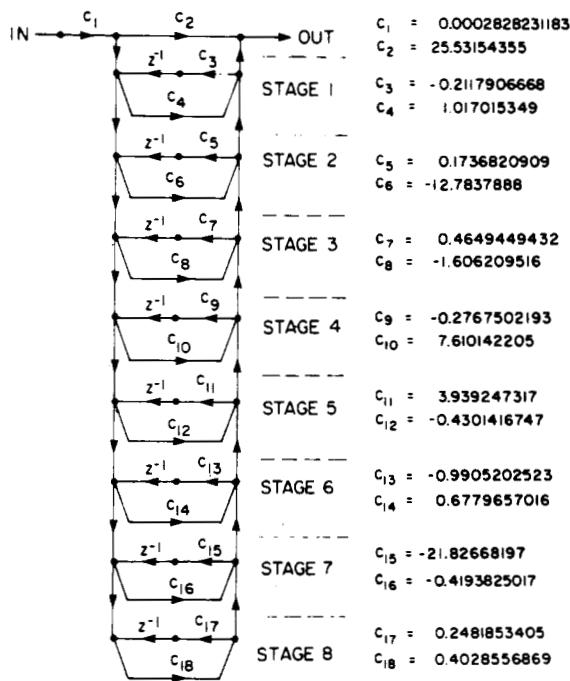 C₁
C₂
IN
OUT
z⁻¹ C₃
C₄
STAGE 1
z⁻¹ C₅
C₆
STAGE 2
z⁻¹ C₇
C₈
STAGE 3
z⁻¹ C₉
C₁₀
STAGE 4
z⁻¹ C₁₁
C₁₂
STAGE 5
z⁻¹ C₁₃
C₁₄
STAGE 6
z⁻¹ C₁₅
C₁₆
STAGE 7
z⁻¹ C₁₇
C₁₈
STAGE 8
C₁ = 0.0002828231183
C₂ = 25.53154355
C₃ = -0.2117906668
C₄ = 1.017015349
C₅ = 0.1736820909
C₆ = -12.7837888
C₇ = 0.4649449432
C₈ = -1.606209516
C₉ = -0.2767502193
C₁₀ = 7.610142205
C₁₁ = 3.939247317
C₁₂ = -0.4301416747
C₁₃ = -0.9905202523
C₁₄ = 0.6779657016
C₁₅ = -21.82668197
C₁₆ = -0.4193825017
C₁₇ = 0.2481853405
C₁₈ = 0.4028556869